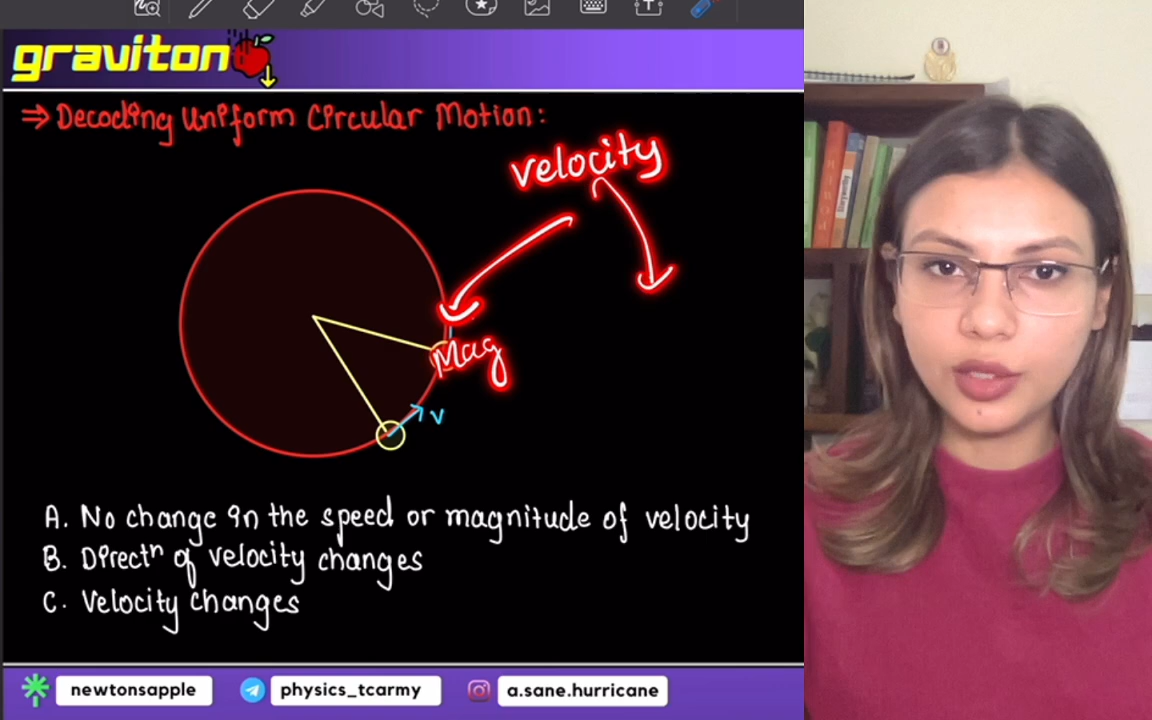 graviton
⇒ Decoding Uniform Circular Motion:
velocity
Mag
v
A. No change in the speed or magnitude of velocity
B. Directⁿ of velocity changes
C. Velocity changes
newtonsapple
physics_tcarmy
a.sane.hurricane